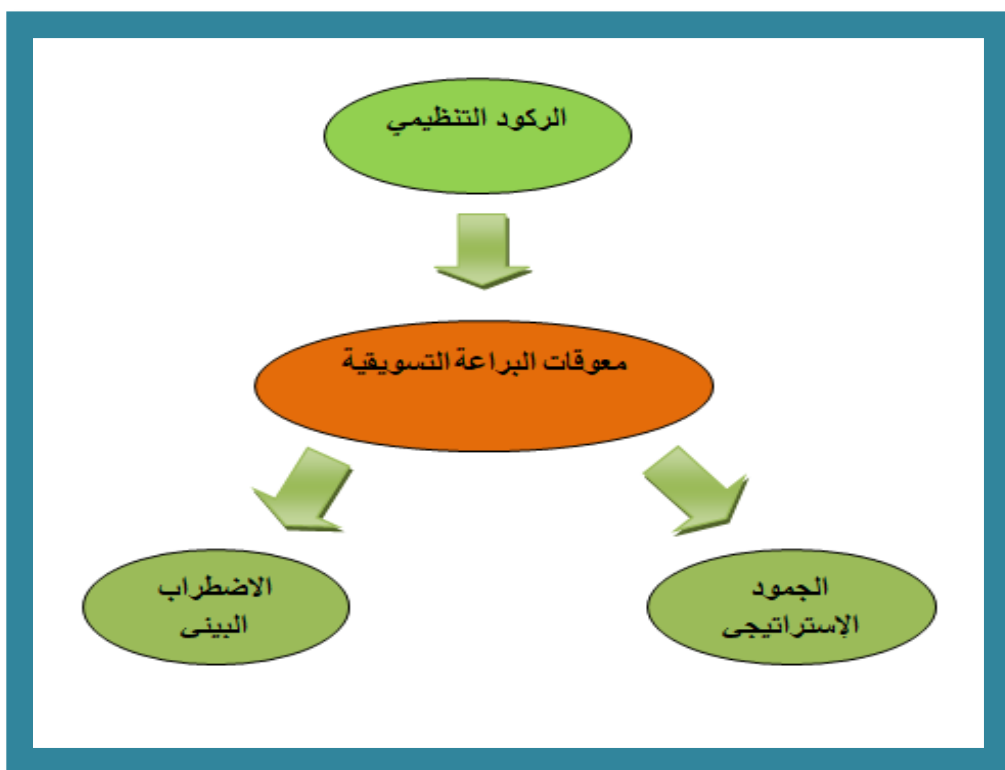 الركود التنظيمي
معوقات البراعة التسويقية
الجمود
الإستراتيجى
الاضطراب
البينى